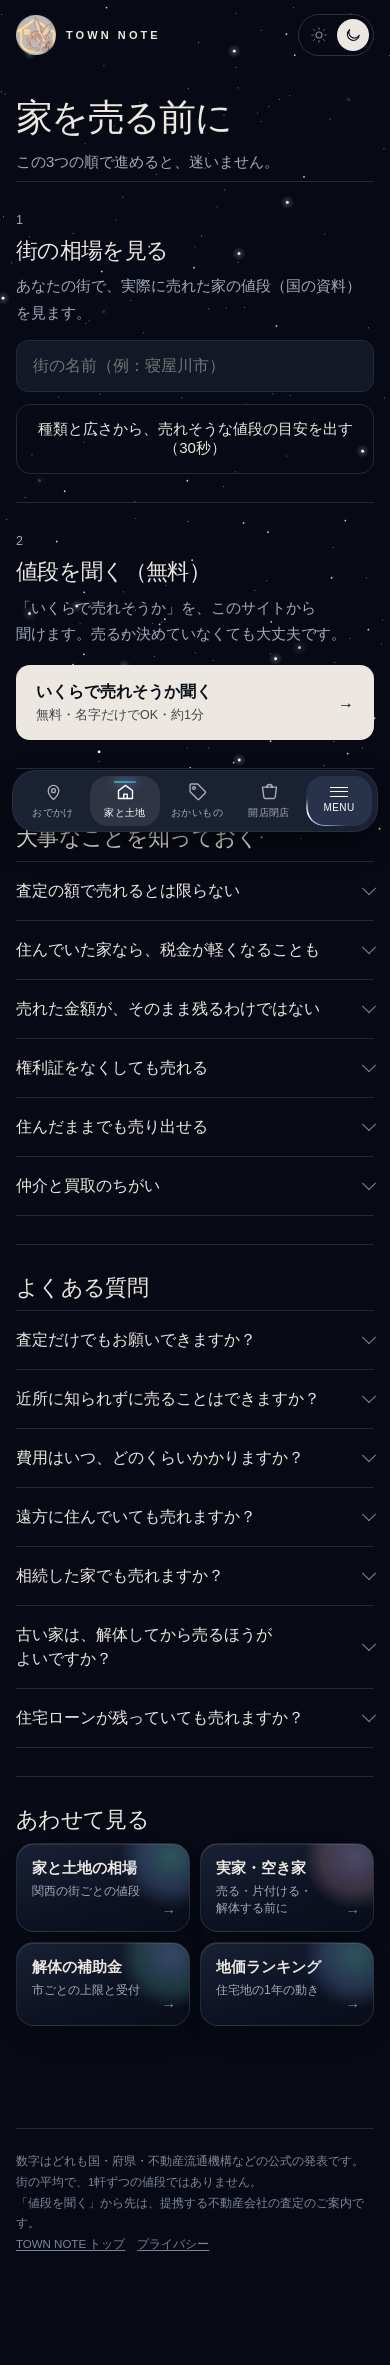 TOWN NOTE
家を売る前に
この3つの順で進めると、迷いません。
1
街の相場を見る
あなたの街で、実際に売れた家の値段（国の資料）
を見ます。
街の名前（例：寝屋川市）
種類と広さから、売れそうな値段の目安を出す
（30秒）
2
値段を聞く（無料）
「いくらで売れそうか」を、このサイトから
聞けます。売るか決めていなくても大丈夫です。
いくらで売れそうか聞く
無料・名字だけでOK・約1分
→
おでかけ
家と土地
おかいもの
開店閉店
MENU
大事なことを知っておく
査定の額で売れるとは限らない
住んでいた家なら、税金が軽くなることも
売れた金額が、そのまま残るわけではない
権利証をなくしても売れる
住んだままでも売り出せる
仲介と買取のちがい
よくある質問
査定だけでもお願いできますか？
近所に知られずに売ることはできますか？
費用はいつ、どのくらいかかりますか？
遠方に住んでいても売れますか？
相続した家でも売れますか？
古い家は、解体してから売るほうが
よいですか？
住宅ローンが残っていても売れますか？
あわせて見る
家と土地の相場
関西の街ごとの値段
→
実家・空き家
売る・片付ける・
解体する前に
→
解体の補助金
市ごとの上限と受付
→
地価ランキング
住宅地の1年の動き
→
数字はどれも国・府県・不動産流通機構などの公式の発表です。
街の平均で、1軒ずつの値段ではありません。
「値段を聞く」から先は、提携する不動産会社の査定のご案内で
す。
TOWN NOTE トップ プライバシー